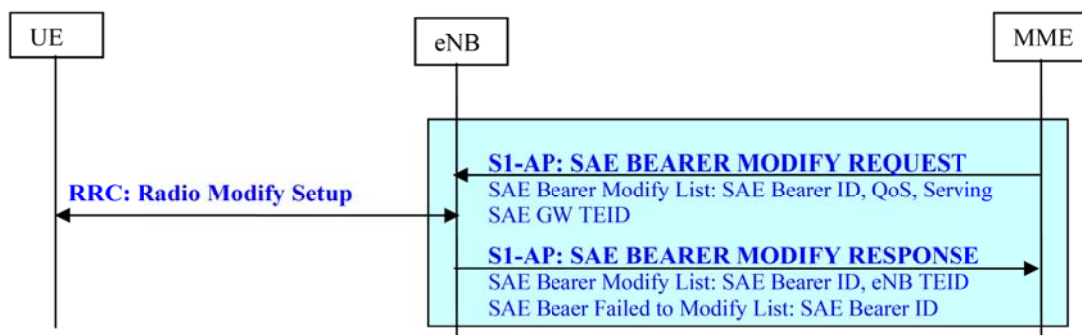 UE
eNB
MME
S1-AP: SAE BEARER MODIFY REQUEST
SAE Bearer Modify List: SAE Bearer ID, QoS, Serving
SAE GW TEID
RRC: Radio Modify Setup
S1-AP: SAE BEARER MODIFY RESPONSE
SAE Bearer Modify List: SAE Bearer ID, eNB TEID
SAE Beaer Failed to Modify List: SAE Bearer ID